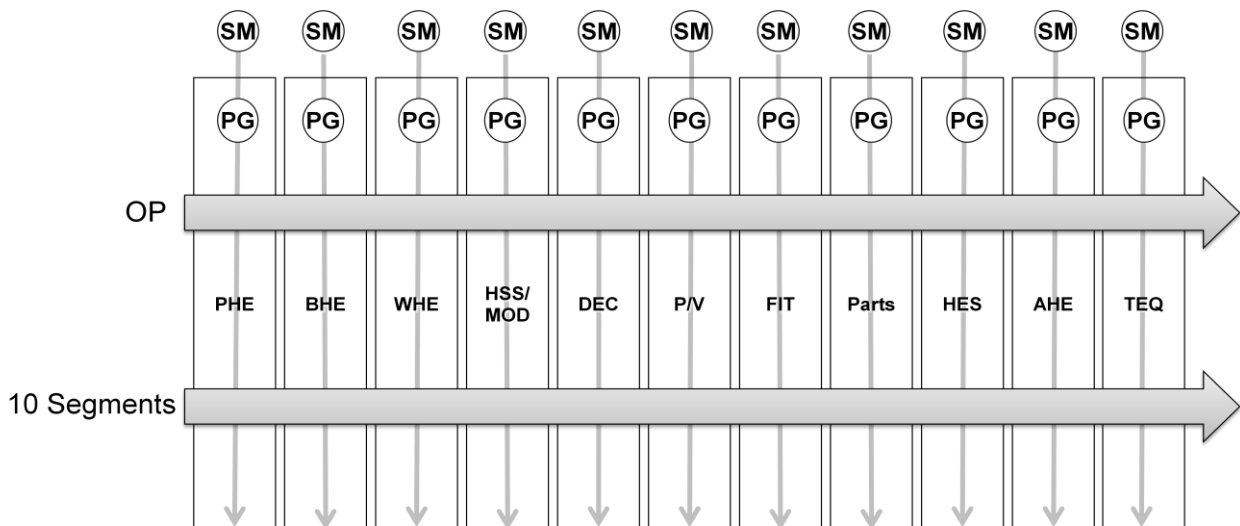 SM SM SM SM SM SM SM SM SM SM SM
PG PG PG PG PG PG PG PG PG PG PG
OP
PHE BHE WHE HSS/ DEC P/V FIT Parts HES AHE TEQ
MOD
10 Segments